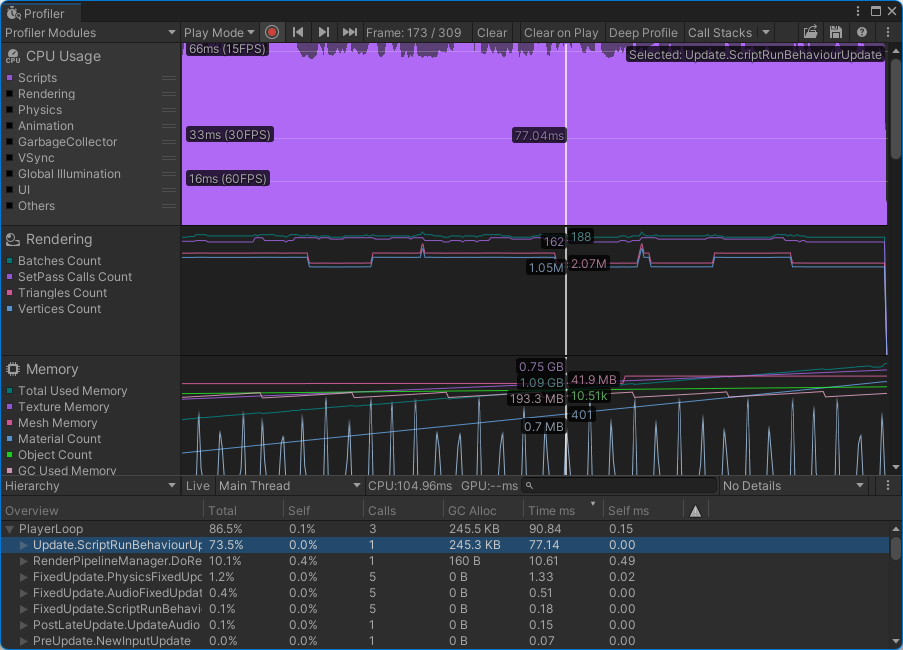 Profiler
Profiler Modules Play Mode Frame: 173 / 309 Clear Clear on Play Deep Profile Call Stacks
CPU Usage
CPU
Scripts
Rendering
Physics
Animation
GarbageCollector
VSync
Global Illumination
UI
Others
66ms (15FPS)
Selected: Update.ScriptRunBehaviourUpdate
33ms (30FPS)
77.04ms
16ms (60FPS)
Rendering
Batches Count
SetPass Calls Count
Triangles Count
Vertices Count
162 188
1.05M 2.07M
Memory
Total Used Memory
Texture Memory
Mesh Memory
Material Count
Object Count
GC Used Memory
0.75 GB
1.09 GB 41.9 MB
193.3 MB 10.51k
401
0.7 MB
Hierarchy Live Main Thread CPU:104.96ms GPU:--ms No Details
Overview Total Self Calls GC Alloc Time ms Self ms
PlayerLoop 86.5% 0.1% 3 245.5 KB 90.84 0.15
Update.ScriptRunBehaviourUp 73.5% 0.0% 1 245.3 KB 77.14 0.00
RenderPipelineManager.DoRe 10.1% 0.4% 1 160 B 10.61 0.49
FixedUpdate.PhysicsFixedUpd 1.2% 0.0% 5 0 B 1.33 0.02
FixedUpdate.AudioFixedUpdat 0.4% 0.0% 5 0 B 0.51 0.00
FixedUpdate.ScriptRunBehavi 0.1% 0.0% 5 0 B 0.18 0.00
PostLateUpdate.UpdateAudio 0.1% 0.0% 1 0 B 0.15 0.00
PreUpdate.NewInputUpdate 0.0% 0.0% 1 0 B 0.07 0.00